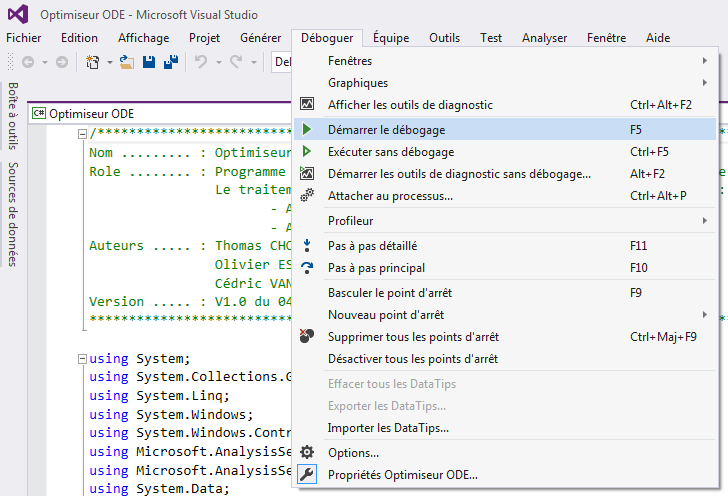 Optimiseur ODE - Microsoft Visual Studio
Fichier Edition Affichage Projet Générer Déboguer Équipe Outils Test Analyser Fenêtre Aide
Boîte à outils
Sources de données
C# Optimiseur ODE
Fenêtres
Graphiques
Afficher les outils de diagnostic Ctrl+Alt+F2
Démarrer le débogage F5
Exécuter sans débogage Ctrl+F5
Démarrer les outils de diagnostic sans débogage... Alt+F2
Attacher au processus... Ctrl+Alt+P
Profileur
Pas à pas détaillé F11
Pas à pas principal F10
Basculer le point d'arrêt F9
Nouveau point d'arrêt
Supprimer tous les points d'arrêt Ctrl+Maj+F9
Désactiver tous les points d'arrêt
Effacer tous les DataTips
Exporter les DataTips...
Importer les DataTips...
Options...
Propriétés Optimiseur ODE...
Nom ......... : Optimiseur
Role ........ : Programme
Le traitem
- A
- A
Auteurs ..... : Thomas CHO
Olivier ES
Cédric VAN
Version ..... : V1.0 du 04
using System;
using System.Collections.G
using System.Linq;
using System.Windows;
using System.Windows.Contr
using Microsoft.AnalysisSe
using Microsoft.AnalysisSe
using System.Data;